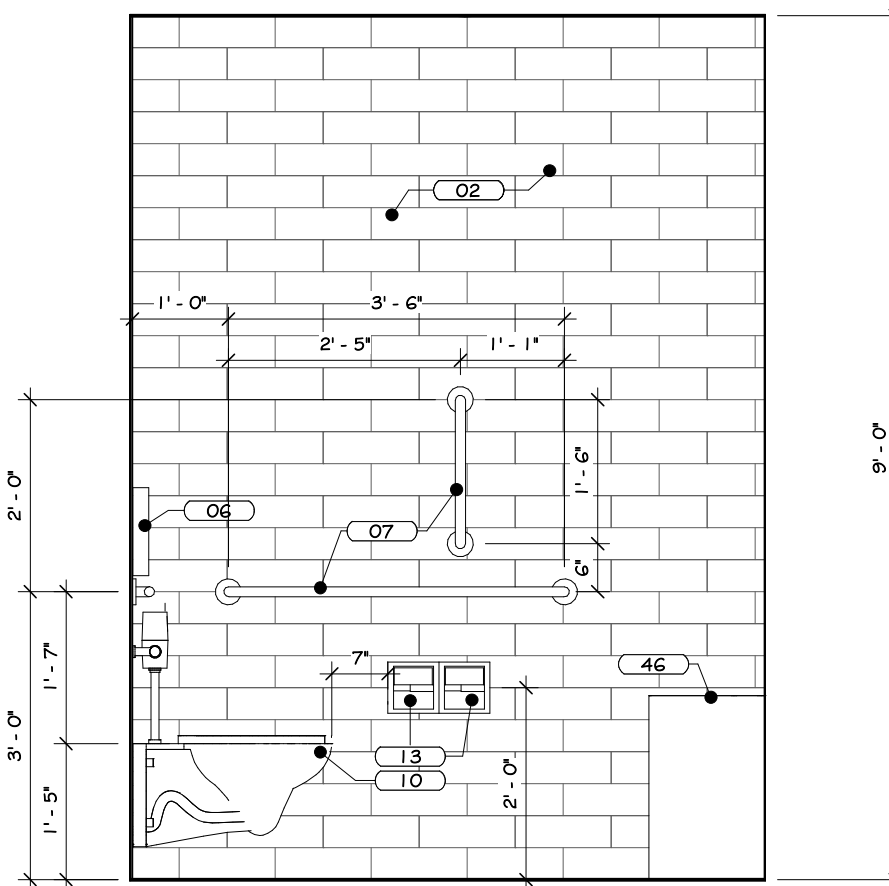 02
1' - 0"
3' - 6"
2' - 5"
1' - 1"
9' - 0"
2' - 0"
1' - 6"
06
07
6"
1' - 7"
7"
46
3' - 0"
13
10
2' - 0"
1' - 5"